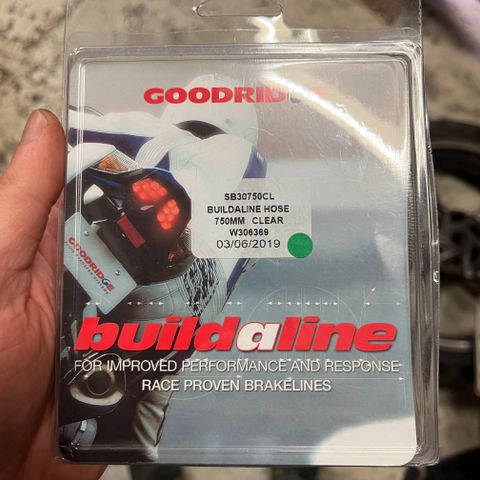 GOODRIDGE
SB30750CL
BUILDALINE HOSE
750MM CLEAR
W306369
03/06/2019
GOODRIDGE
buildaline
FOR IMPROVED PERFORMANCE AND RESPONSE
RACE PROVEN BRAKELINES